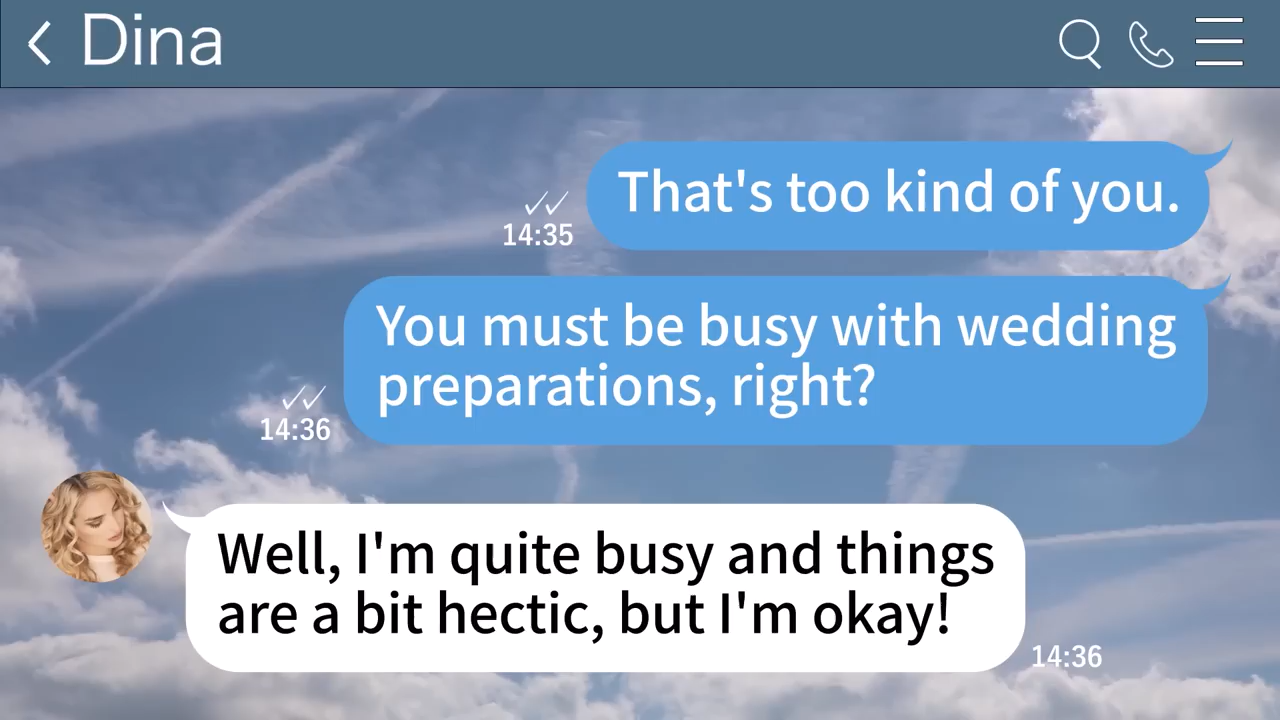 Dina
That's too kind of you.
14:35
You must be busy with wedding
preparations, right?
14:36
Well, I'm quite busy and things
are a bit hectic, but I'm okay!
14:36